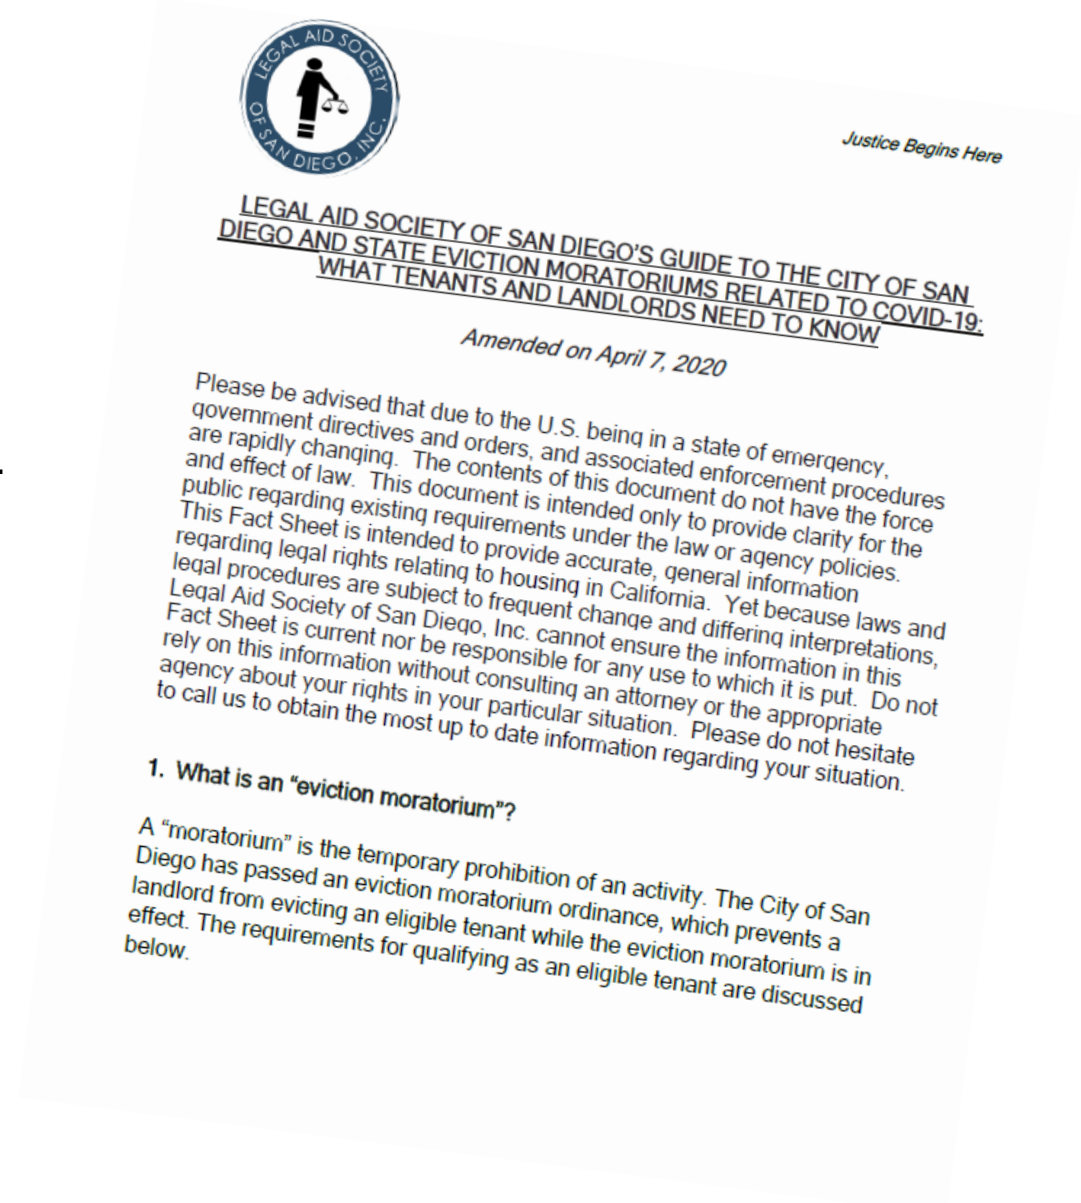 LEGAL AID SOCIETY
OF SAN DIEGO, INC.
Justice Begins Here
LEGAL AID SOCIETY OF SAN DIEGO'S GUIDE TO THE CITY OF SAN
DIEGO AND STATE EVICTION MORATORIUMS RELATED TO COVID-19:
WHAT TENANTS AND LANDLORDS NEED TO KNOW
Amended on April 7, 2020
Please be advised that due to the U.S. being in a state of emergency,
government directives and orders, and associated enforcement procedures
are rapidly changing. The contents of this document do not have the force
and effect of law. This document is intended only to provide clarity for the
public regarding existing requirements under the law or agency policies.
This Fact Sheet is intended to provide accurate, general information
regarding legal rights relating to housing in California. Yet because laws and
legal procedures are subject to frequent change and differing interpretations,
Legal Aid Society of San Diego, Inc. cannot ensure the information in this
Fact Sheet is current nor be responsible for any use to which it is put. Do not
rely on this information without consulting an attorney or the appropriate
agency about your rights in your particular situation. Please do not hesitate
to call us to obtain the most up to date information regarding your situation.
1. What is an “eviction moratorium”?
A “moratorium” is the temporary prohibition of an activity. The City of San
Diego has passed an eviction moratorium ordinance, which prevents a
landlord from evicting an eligible tenant while the eviction moratorium is in
effect. The requirements for qualifying as an eligible tenant are discussed
below.